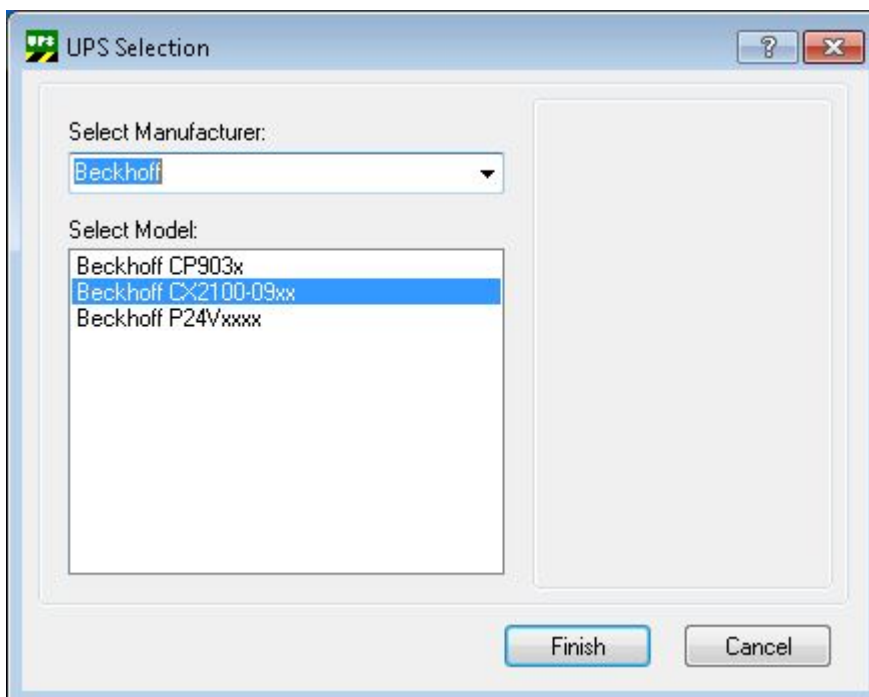 UPS UPS Selection
Select Manufacturer:
Beckhoff
Select Model:
Beckhoff CP903x
Beckhoff CX2100-09xx
Beckhoff P24Vxxxx
Finish Cancel